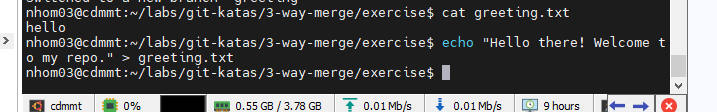 Switched to a new branch 'greeting'
nhom03@cdmmt:~/labs/git-katas/3-way-merge/exercise$ cat greeting.txt
hello
nhom03@cdmmt:~/labs/git-katas/3-way-merge/exercise$ echo "Hello there! Welcome t
o my repo." > greeting.txt
nhom03@cdmmt:~/labs/git-katas/3-way-merge/exercise$
cdmmt 0% 0.55 GB / 3.78 GB 0.01 Mb/s 0.01 Mb/s 9 hours